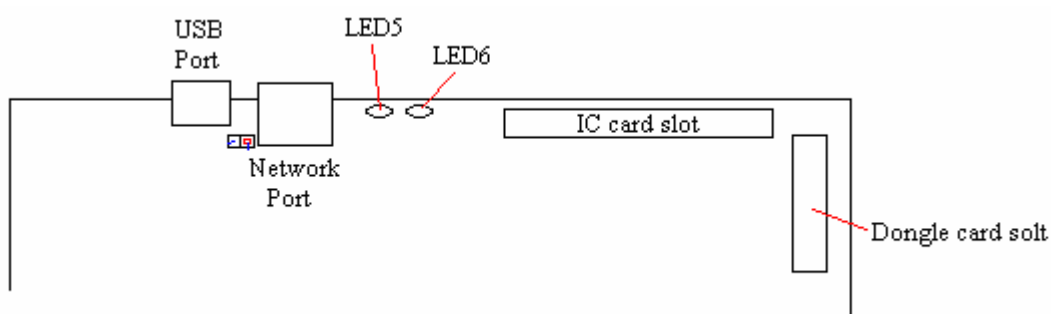 USB
Port
LED5
LED6
IC card slot
Network
Port
Dongle card solt